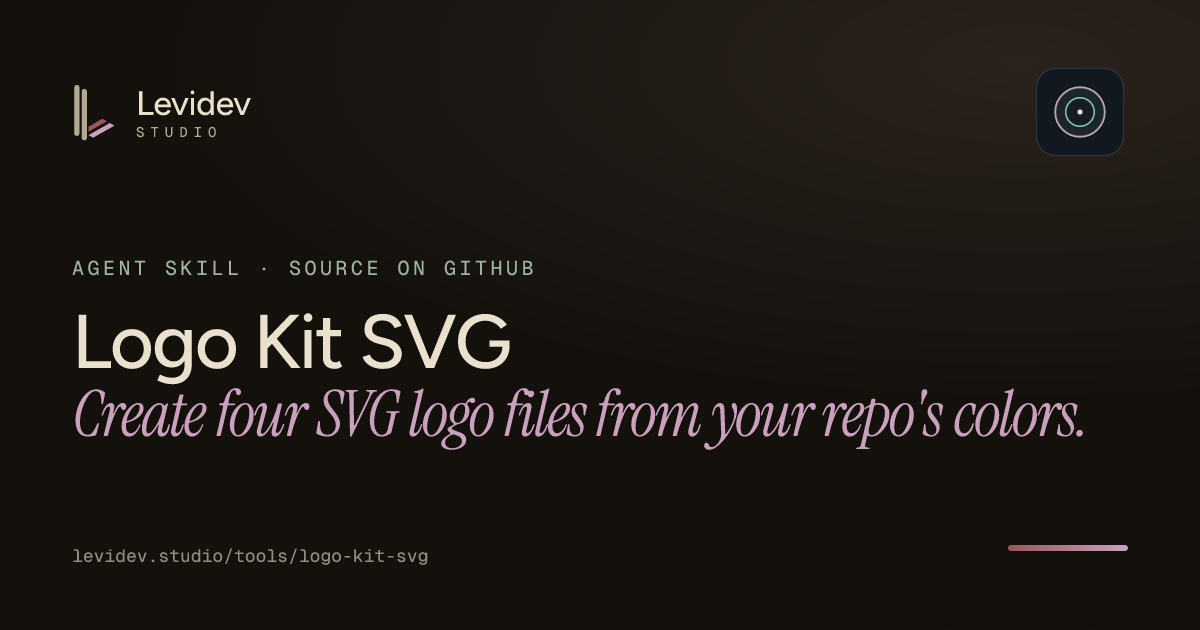 Levidev
STUDIO
AGENT SKILL · SOURCE ON GITHUB
Logo Kit SVG
Create four SVG logo files from your repo's colors.
levidev.studio/tools/logo-kit-svg